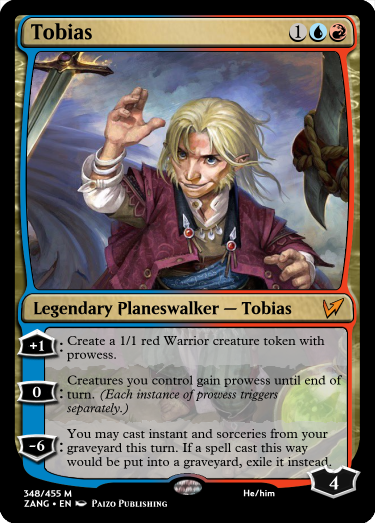 Tobias 1
Legendary Planeswalker — Tobias
+1: Create a 1/1 red Warrior creature token with
prowess.
0: Creatures you control gain prowess until end of
turn. (Each instance of prowess triggers
separately.)
-6: You may cast instant and sorceries from your
graveyard this turn. If a spell cast this way
would be put into a graveyard, exile it instead.
4
348/455 M He/him
ZANG • EN Paizo Publishing